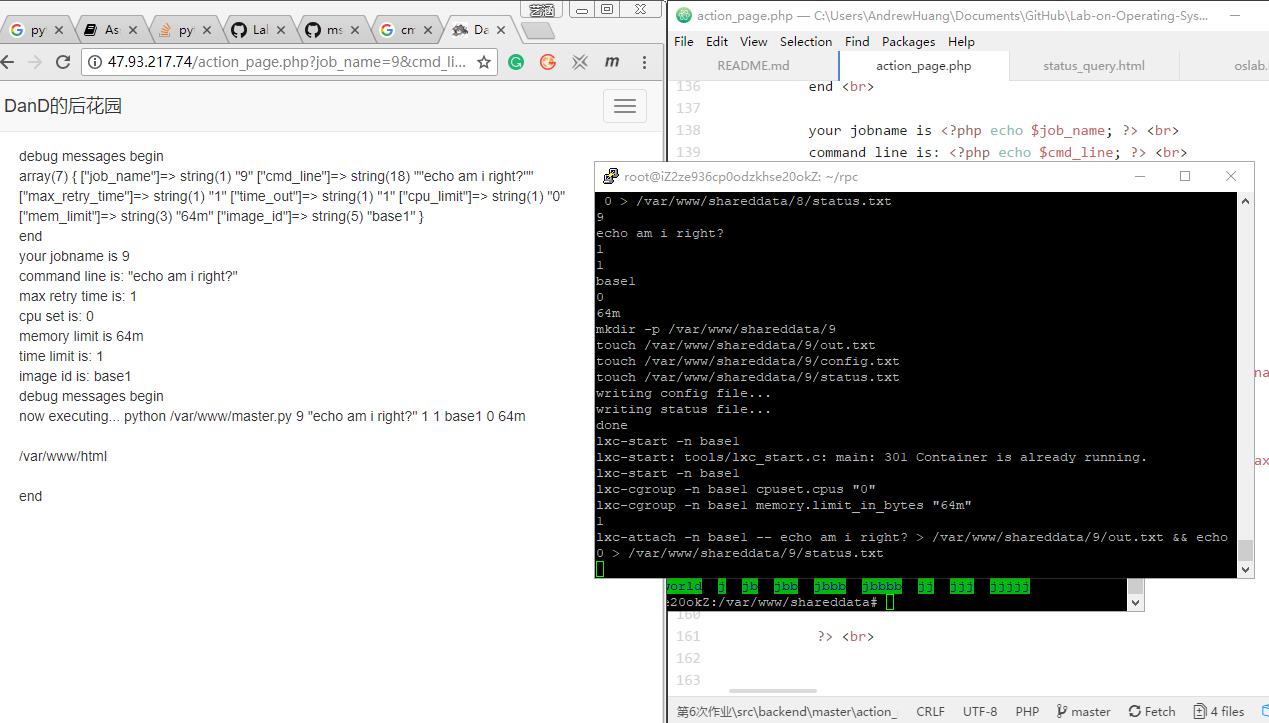 艺涵
py
As
py
Lal
ms
cm
Da
47.93.217.74/action_page.php?job_name=9&cmd_li...
DanD的后花园
debug messages begin
array(7) { ["job_name"]=> string(1) "9" ["cmd_line"]=> string(18) ""echo am i right?""
["max_retry_time"]=> string(1) "1" ["time_out"]=> string(1) "1" ["cpu_limit"]=> string(1) "0"
["mem_limit"]=> string(3) "64m" ["image_id"]=> string(5) "base1" }
end
your jobname is 9
command line is: "echo am i right?"
max retry time is: 1
cpu set is: 0
memory limit is 64m
time limit is: 1
image id is: base1
debug messages begin
now executing... python /var/www/master.py 9 "echo am i right?" 1 1 base1 0 64m
/var/www/html
end
action_page.php — C:\Users\AndrewHuang\Documents\GitHub\Lab-on-Operating-Sys...
File Edit View Selection Find Packages Help
README.md action_page.php status_query.html oslab.
136 end <br>
137
138 your jobname is <?php echo $job_name; ?> <br>
139 command line is: <?php echo $cmd_line; ?> <br>
root@iZ2ze936cp0odzkhse20okZ: ~/rpc
0 > /var/www/shareddata/8/status.txt
9
echo am i right?
1
1
base1
0
64m
mkdir -p /var/www/shareddata/9
touch /var/www/shareddata/9/out.txt
touch /var/www/shareddata/9/config.txt
touch /var/www/shareddata/9/status.txt
writing config file...
writing status file...
done
lxc-start -n base1
lxc-start: tools/lxc_start.c: main: 301 Container is already running.
lxc-start -n base1
lxc-cgroup -n base1 cpuset.cpus "0"
lxc-cgroup -n base1 memory.limit_in_bytes "64m"
1
lxc-attach -n base1 -- echo am i right? > /var/www/shareddata/9/out.txt && echo
0 > /var/www/shareddata/9/status.txt
na
ax
world j jb jbb jbbb jbbbb jj jjj jjjjj
e20okZ:/var/www/shareddata#
160
161 ?> <br>
162
163
第6次作业\src\backend\master\action_ CRLF UTF-8 PHP master Fetch 4 files